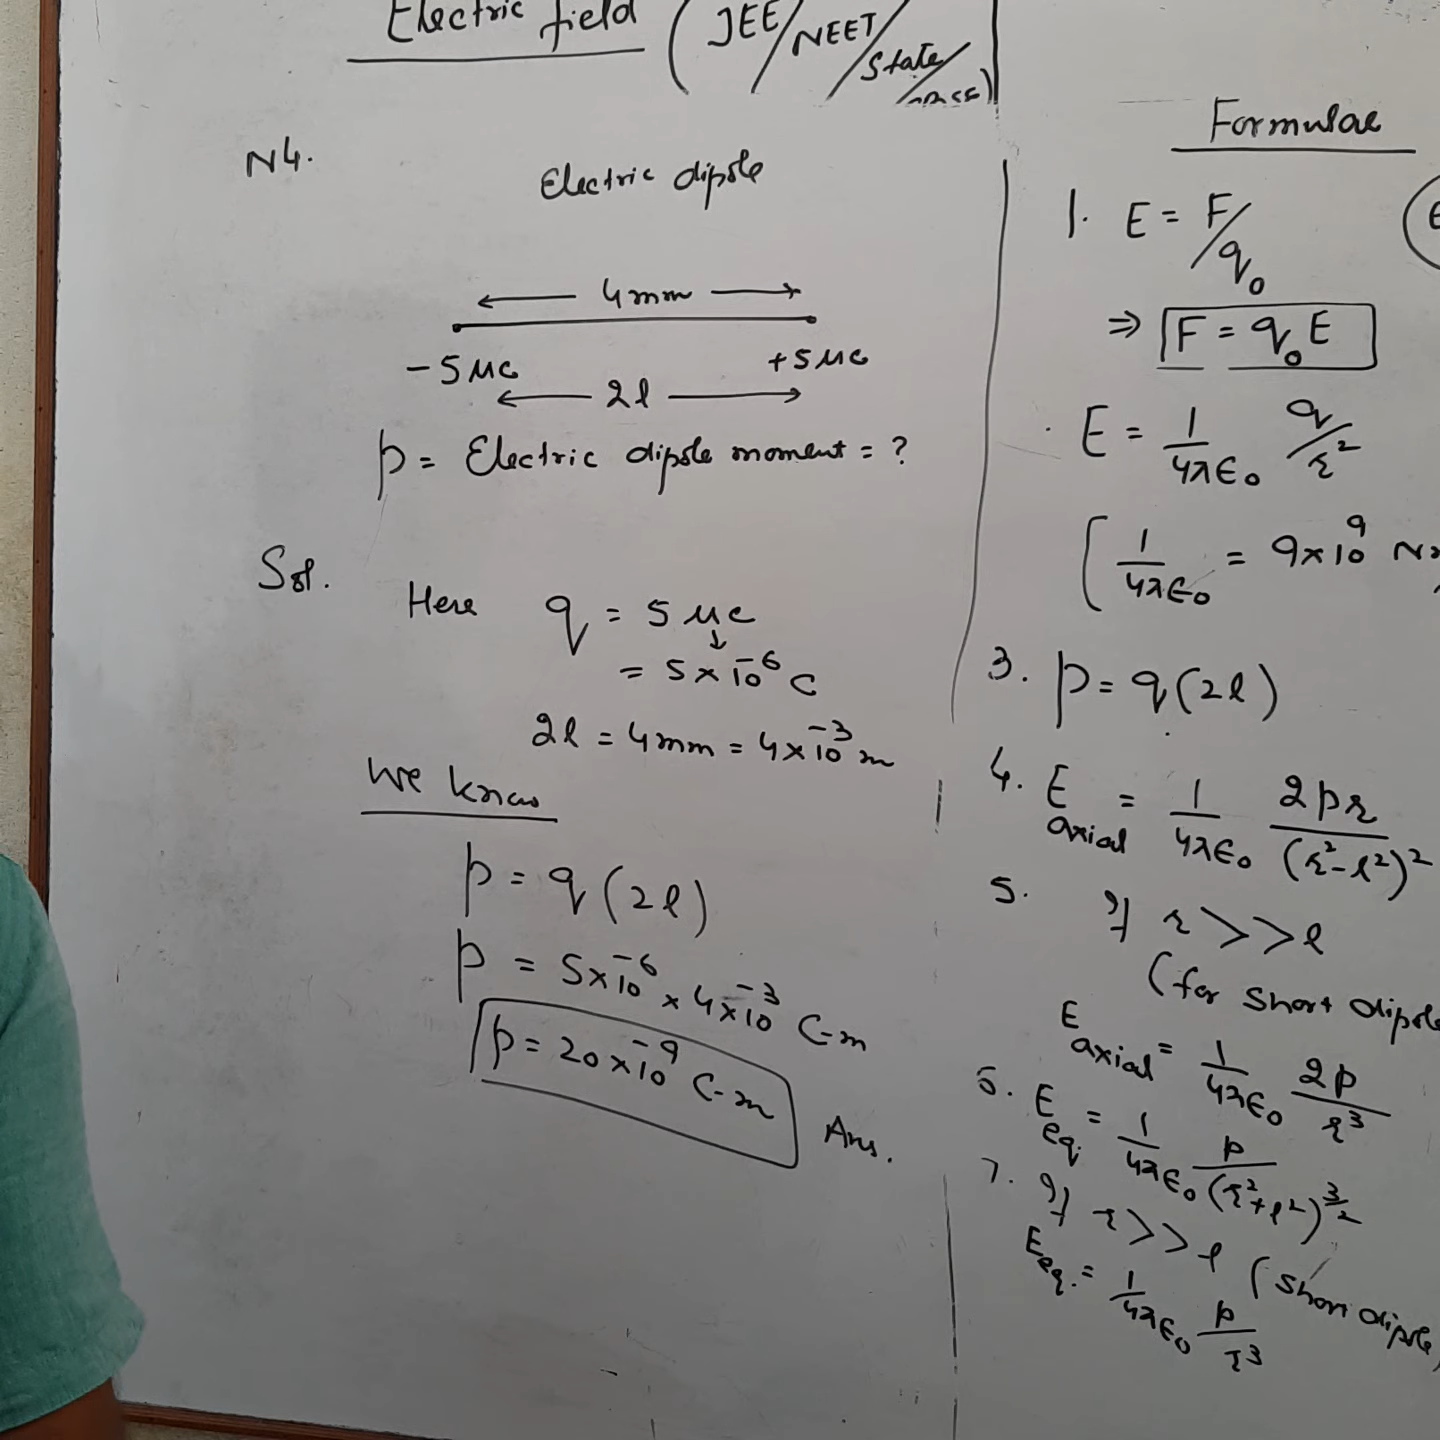 Electric field (JEE/NEET/State
N4.
Electric dipole
4mm
-5μc +5μc
2l
p = Electric dipole moment = ?
Sol.
Here q = 5 μc
↓
= 5×10⁻⁶ C
2l = 4mm = 4×10⁻³ m
We know
p = q(2l)
p = 5×10⁻⁶ × 4×10⁻³ C-m
p = 20×10⁻⁹ C-m Ans.
Formulae
1. E = F/q₀
⇒ F = q₀E
. E = 1/4πε₀ q/r²
( 1/4πε₀ = 9×10⁹
3. p = q(2l)
4. E axial = 1/4πε₀ 2pr/(r²-l²)²
5. If r>>l
(for short dipole
E axial = 1/4πε₀ 2p/r³
6. E eq. = 1/4πε₀ p/(r²+l²)^3/2
7. If r>>l (short dipole)
E eq. = 1/4πε₀ p/r³